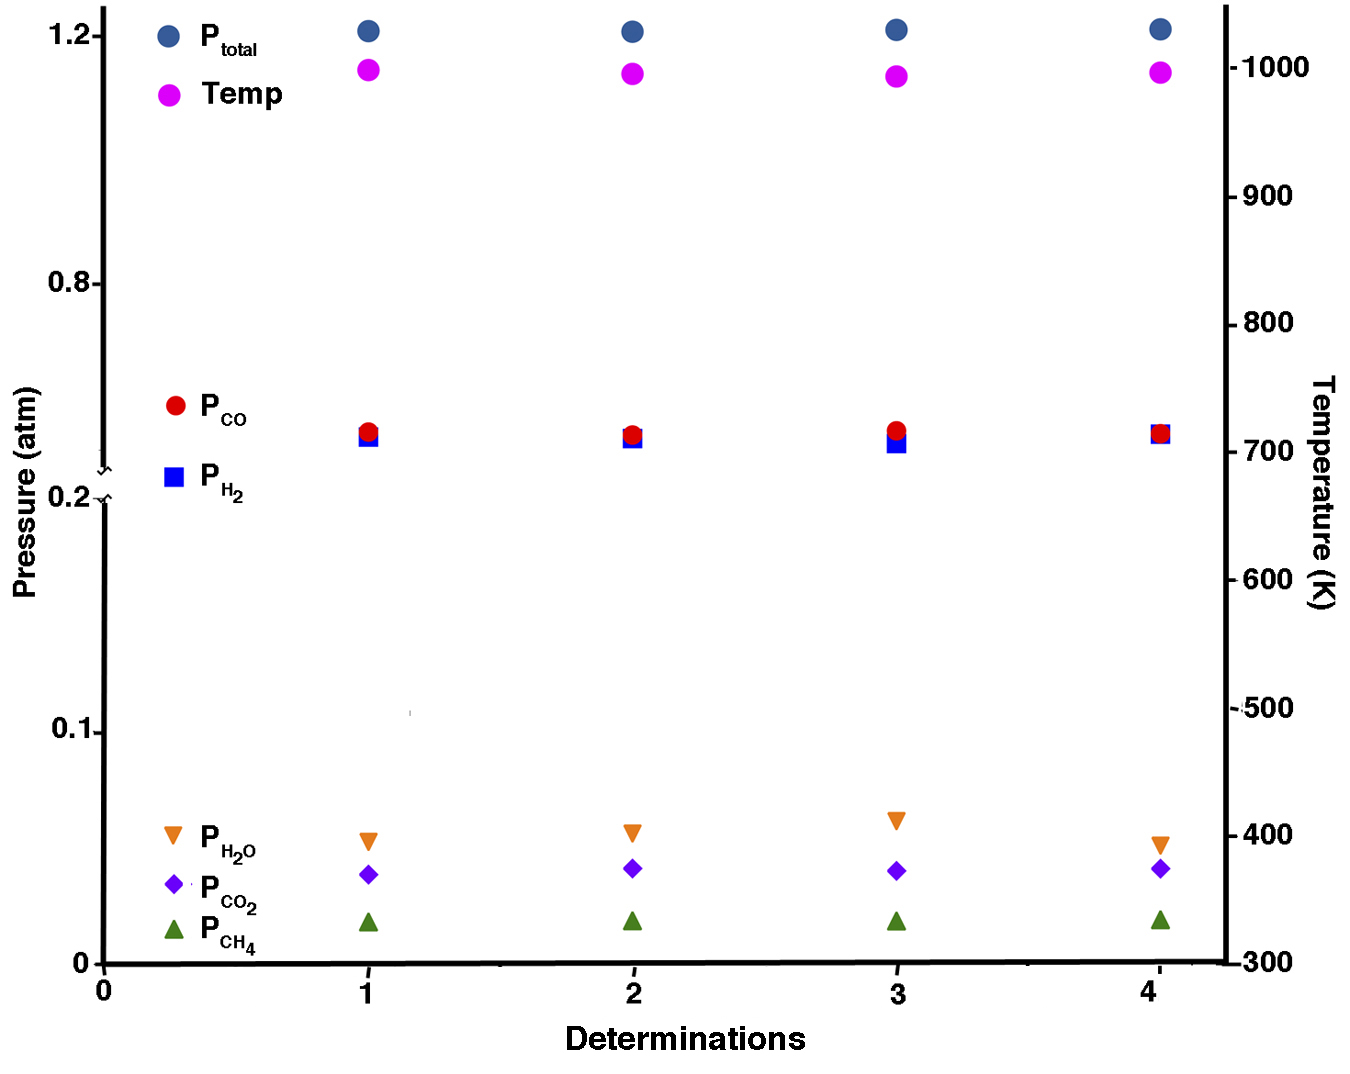 1.2
P total
Temp
1000
900
0.8
800
P CO
700
P H2
0.2
Pressure (atm)
Temperature (K)
600
500
0.1
P H2O
400
P CO2
P CH4
0
300
0 1 2 3 4
Determinations